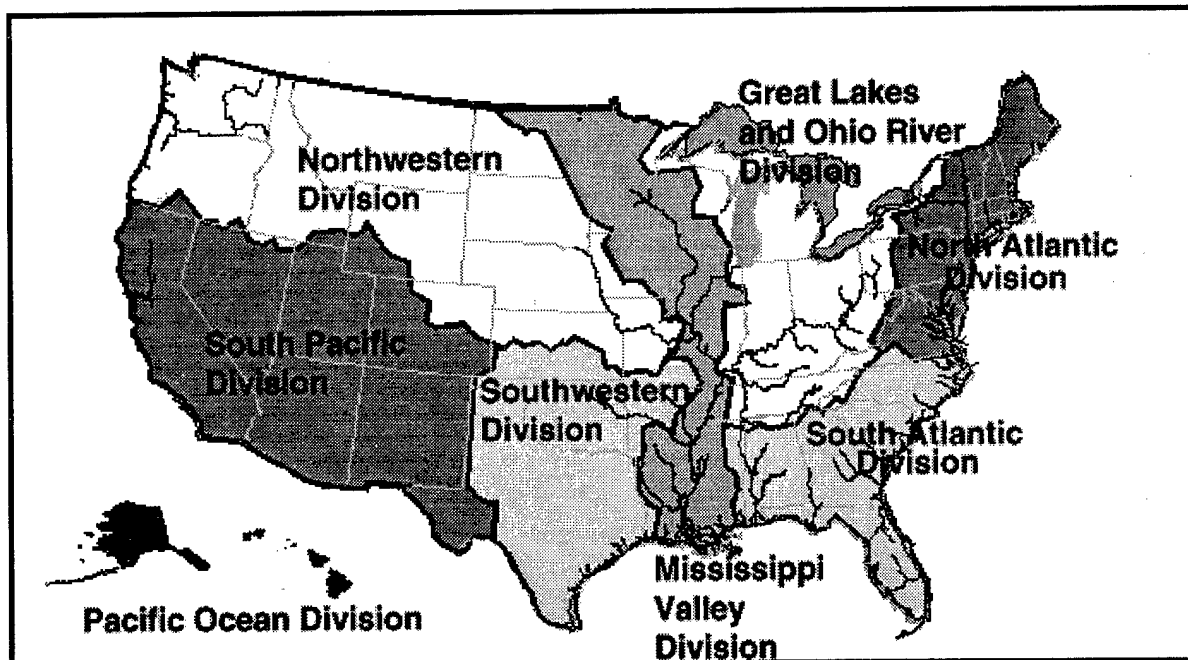 Great Lakes
and Ohio River
Division
Northwestern
Division
North Atlantic
Division
South Pacific
Division
Southwestern
Division
South Atlantic
Division
Mississippi
Valley
Division
Pacific Ocean Division